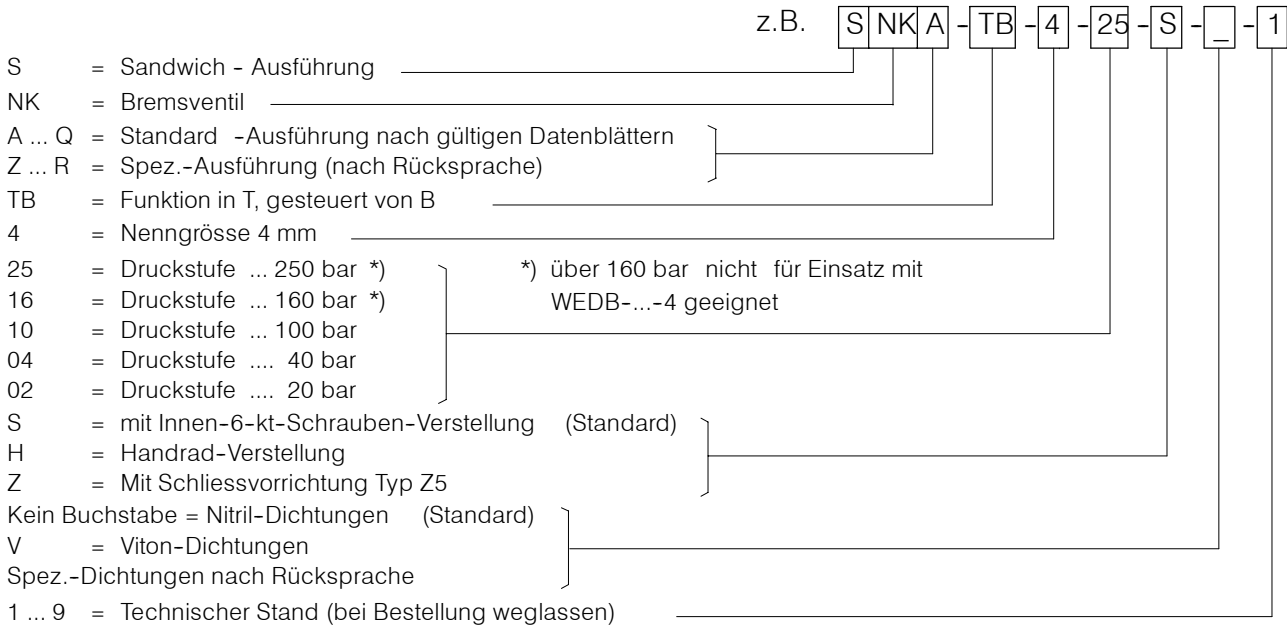 z.B. S NK A - TB - 4 - 25 - S - _ - 1
S = Sandwich - Ausführung
NK = Bremsventil
A ... Q = Standard -Ausführung nach gültigen Datenblättern
Z ... R = Spez.-Ausführung (nach Rücksprache)
TB = Funktion in T, gesteuert von B
4 = Nenngrösse 4 mm
25 = Druckstufe ... 250 bar *) *) über 160 bar nicht für Einsatz mit
16 = Druckstufe ... 160 bar *) WEDB-...-4 geeignet
10 = Druckstufe ... 100 bar
04 = Druckstufe .... 40 bar
02 = Druckstufe .... 20 bar
S = mit Innen-6-kt-Schrauben-Verstellung (Standard)
H = Handrad-Verstellung
Z = Mit Schliessvorrichtung Typ Z5
Kein Buchstabe = Nitril-Dichtungen (Standard)
V = Viton-Dichtungen
Spez.-Dichtungen nach Rücksprache
1 ... 9 = Technischer Stand (bei Bestellung weglassen)